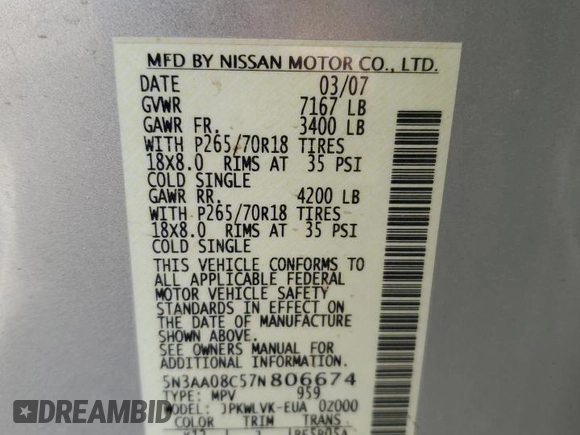 MFD BY NISSAN MOTOR CO., LTD.
DATE 03/07
GVWR 7167 LB
GAWR FR. 3400 LB
WITH P265/70R18 TIRES
18X8.0 RIMS AT 35 PSI
COLD SINGLE
GAWR RR. 4200 LB
WITH P265/70R18 TIRES
18X8.0 RIMS AT 35 PSI
COLD SINGLE
THIS VEHICLE CONFORMS TO
ALL APPLICABLE FEDERAL
MOTOR VEHICLE SAFETY
STANDARDS IN EFFECT ON
THE DATE OF MANUFACTURE
SHOWN ABOVE.
SEE OWNERS MANUAL FOR
ADDITIONAL INFORMATION.
5N3AA08C57N806674
TYPE: MPV 959
MODEL: JPKWLVK-EUA 02000
COLOR TRIM TRANS
DREAMBID